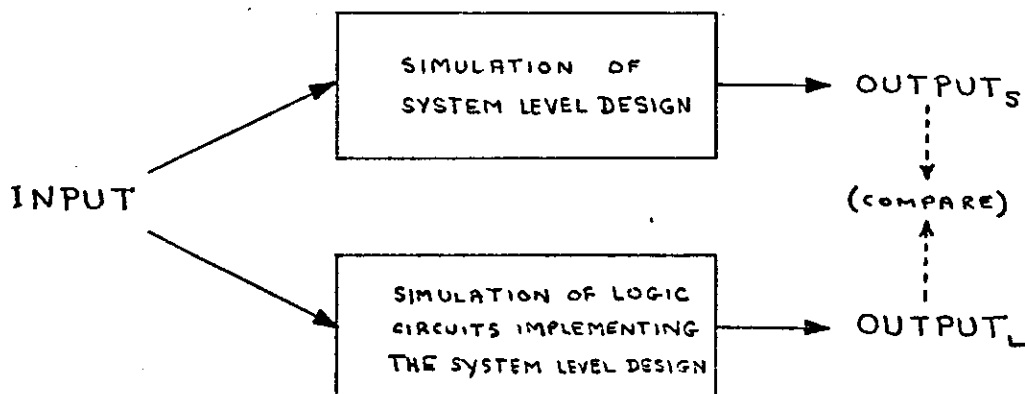 SIMULATION OF
SYSTEM LEVEL DESIGN
OUTPUTS
INPUT
(COMPARE)
SIMULATION OF LOGIC
CIRCUITS IMPLEMENTING
THE SYSTEM LEVEL DESIGN
OUTPUTL